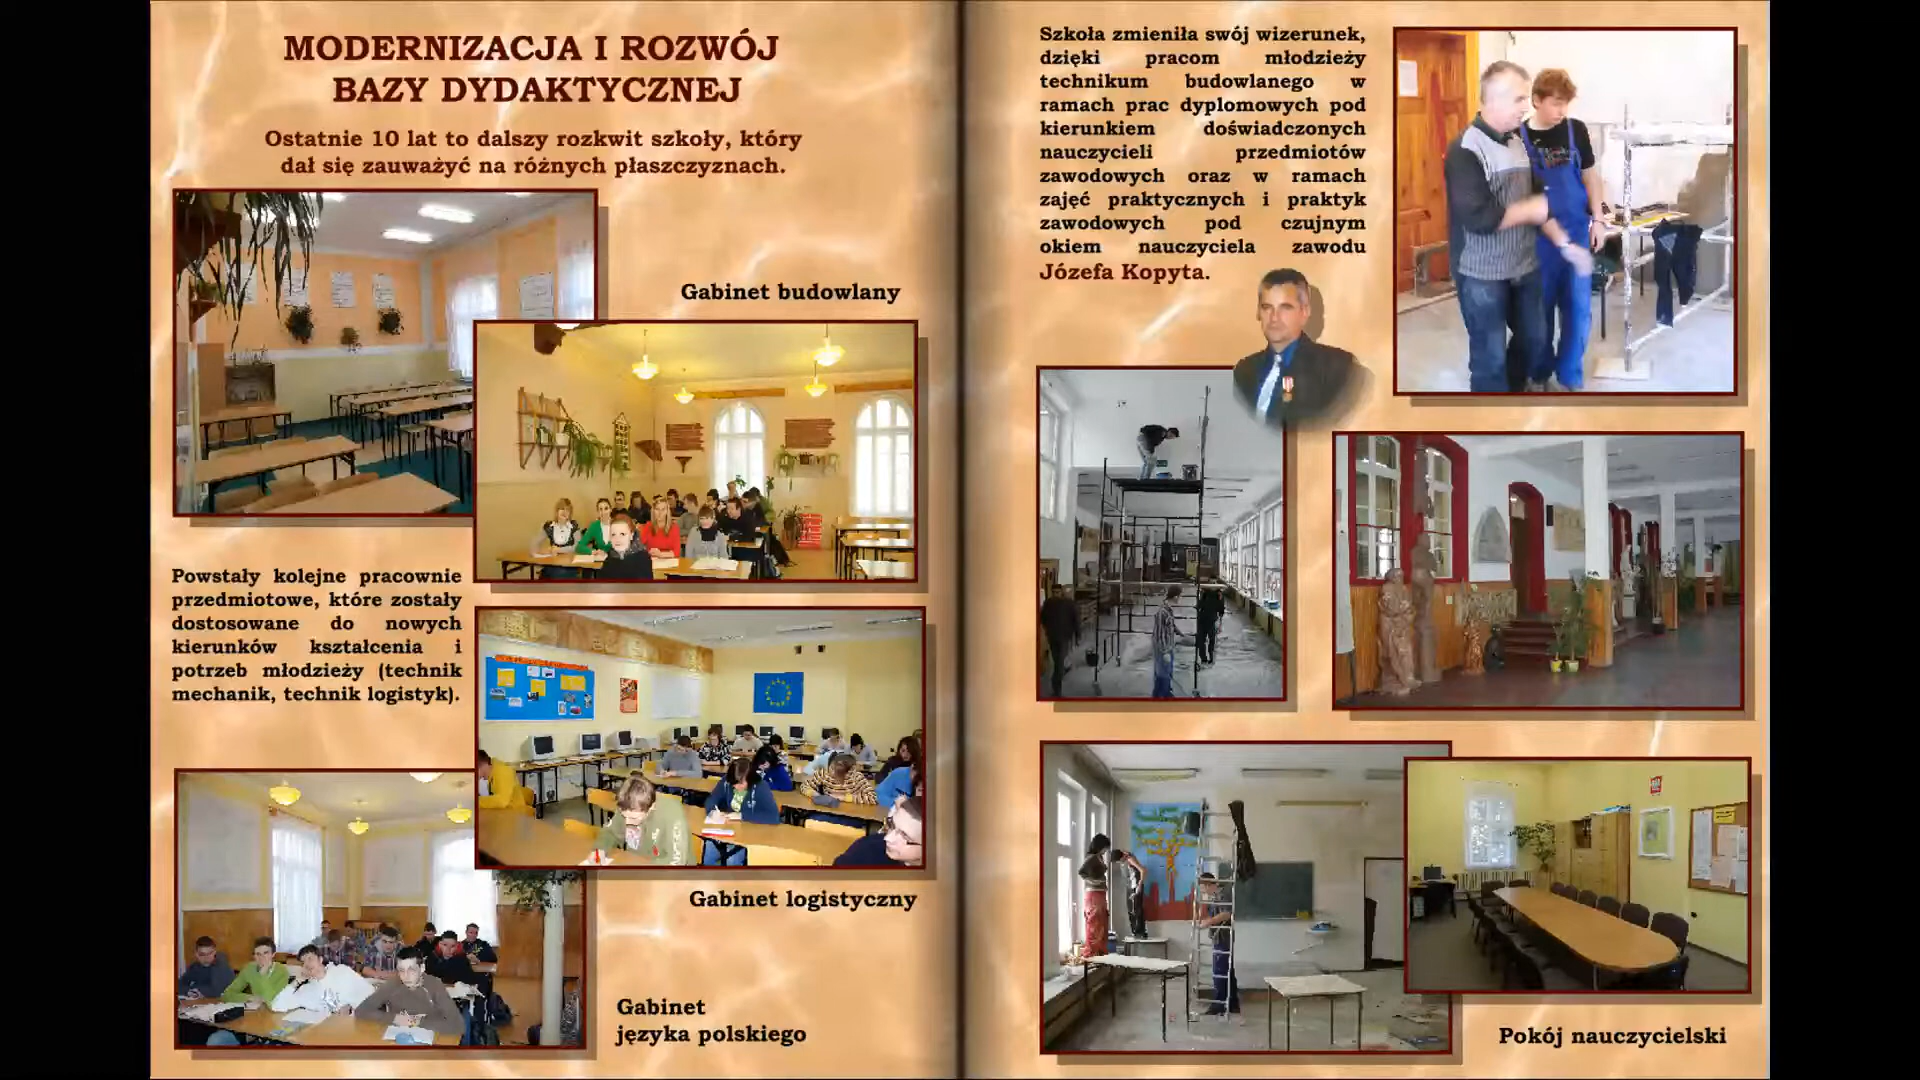 MODERNIZACJA I ROZWÓJ
BAZY DYDAKTYCZNEJ
Ostatnie 10 lat to dalszy rozkwit szkoły, który
dał się zauważyć na różnych płaszczyznach.
Gabinet budowlany
Powstały kolejne pracownie
przedmiotowe, które zostały
dostosowane do nowych
kierunków kształcenia i
potrzeb młodzieży (technik
mechanik, technik logistyk).
Gabinet logistyczny
Gabinet
języka polskiego
Szkoła zmieniła swój wizerunek,
dzięki pracom młodzieży
technikum budowlanego w
ramach prac dyplomowych pod
kierunkiem doświadczonych
nauczycieli przedmiotów
zawodowych oraz w ramach
zajęć praktycznych i praktyk
zawodowych pod czujnym
okiem nauczyciela zawodu
Józefa Kopyta.
Pokój nauczycielski